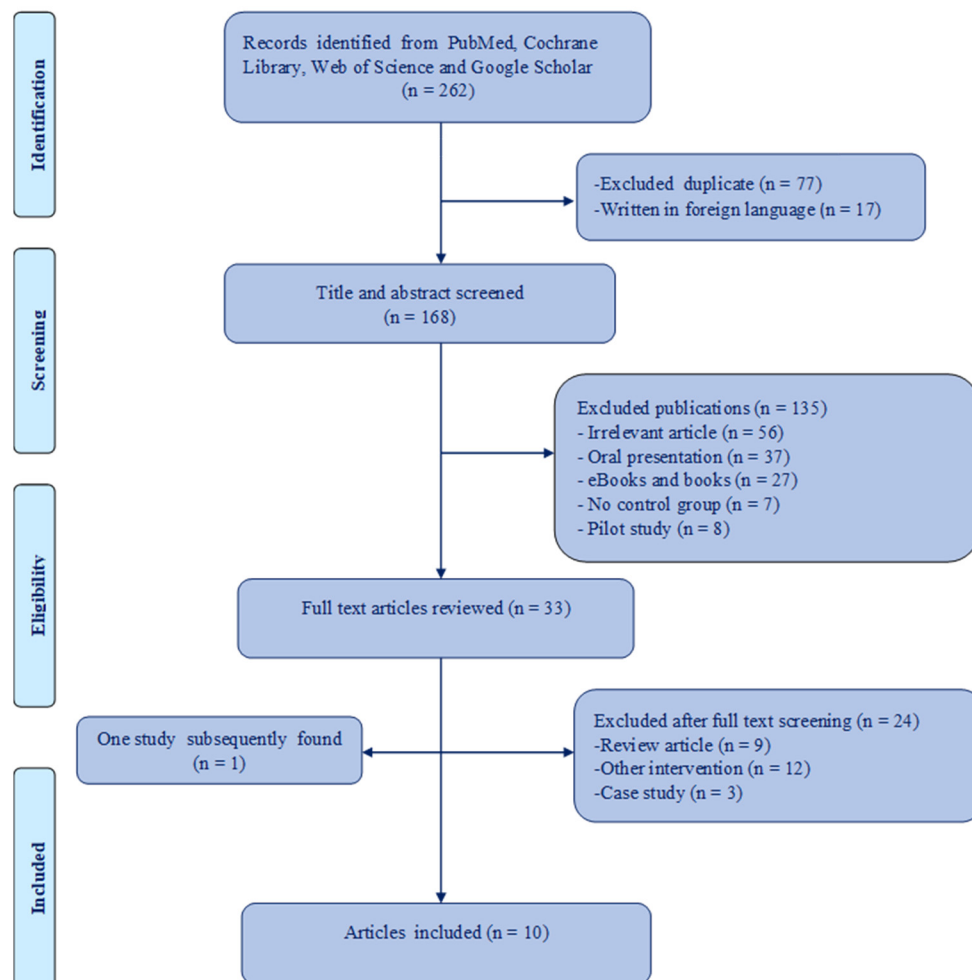 Identification
Records identified from PubMed, Cochrane
Library, Web of Science and Google Scholar
(n = 262)
-Excluded duplicate (n = 77)
-Written in foreign language (n = 17)
Screening
Title and abstract screened
(n = 168)
Excluded publications (n = 135)
- Irrelevant article (n = 56)
- Oral presentation (n = 37)
- eBooks and books (n = 27)
- No control group (n = 7)
- Pilot study (n = 8)
Eligibility
Full text articles reviewed (n = 33)
One study subsequently found
(n = 1)
Excluded after full text screening (n = 24)
-Review article (n = 9)
-Other intervention (n = 12)
-Case study (n = 3)
Included
Articles included (n = 10)